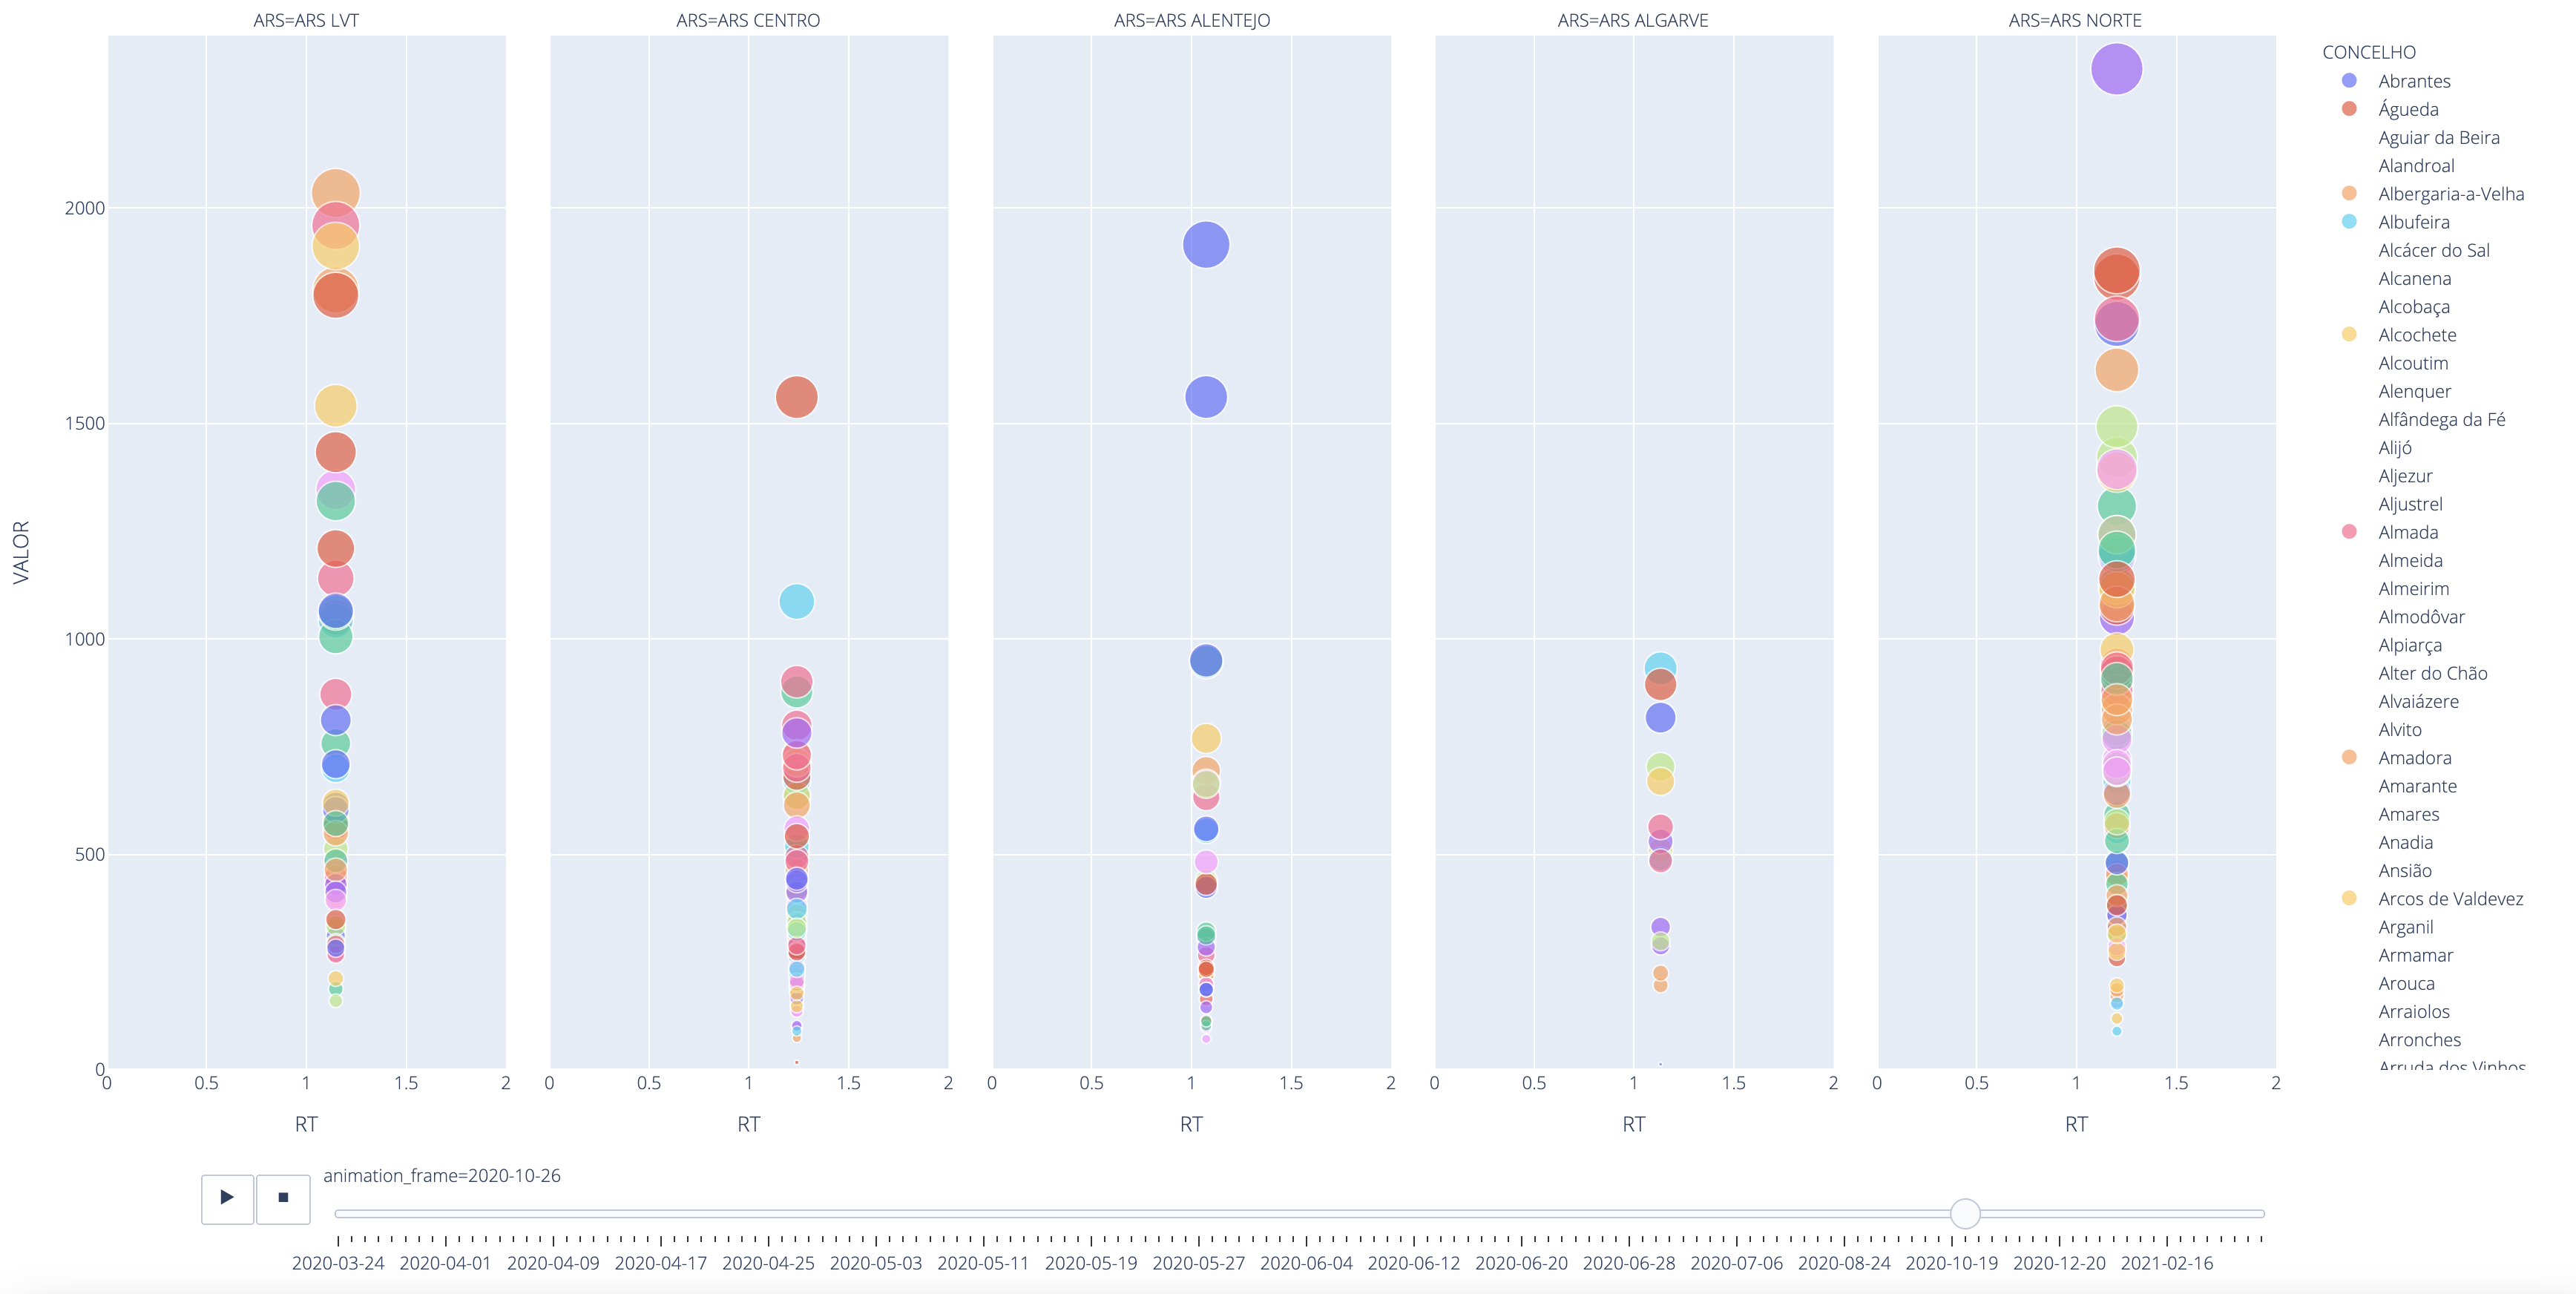 ARS=ARS LVT
ARS=ARS CENTRO
ARS=ARS ALENTEJO
ARS=ARS ALGARVE
ARS=ARS NORTE
VALOR
2000
1500
1000
500
0
0 0.5 1 1.5 2
0 0.5 1 1.5 2
0 0.5 1 1.5 2
0 0.5 1 1.5 2
0 0.5 1 1.5 2
RT
RT
RT
RT
RT
CONCELHO
Abrantes
Águeda
Aguiar da Beira
Alandroal
Albergaria-a-Velha
Albufeira
Alcácer do Sal
Alcanena
Alcobaça
Alcochete
Alcoutim
Alenquer
Alfândega da Fé
Alijó
Aljezur
Aljustrel
Almada
Almeida
Almeirim
Almodôvar
Alpiarça
Alter do Chão
Alvaiázere
Alvito
Amadora
Amarante
Amares
Anadia
Ansião
Arcos de Valdevez
Arganil
Armamar
Arouca
Arraiolos
Arronches
Arruda dos Vinhos
animation_frame=2020-10-26
2020-03-24 2020-04-01 2020-04-09 2020-04-17 2020-04-25 2020-05-03 2020-05-11 2020-05-19 2020-05-27 2020-06-04 2020-06-12 2020-06-20 2020-06-28 2020-07-06 2020-08-24 2020-10-19 2020-12-20 2021-02-16